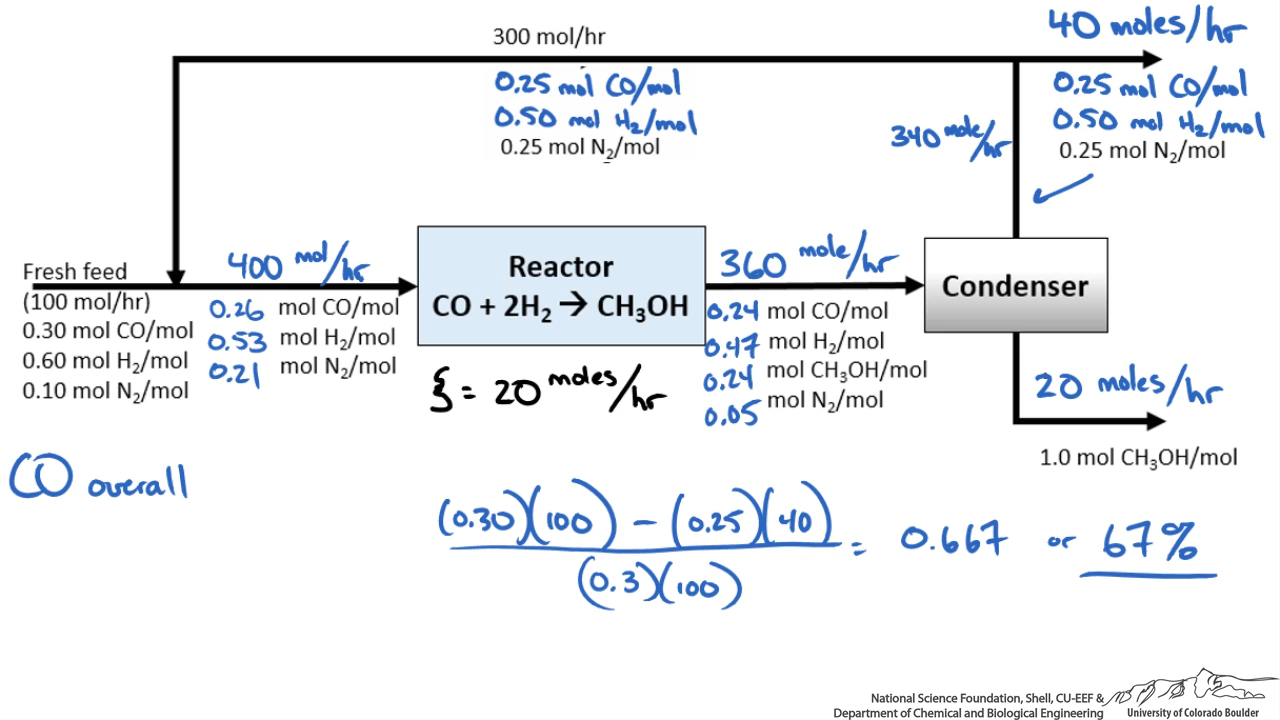 300 mol/hr
0.25 mol CO/mol
0.50 mol H₂/mol
0.25 mol N₂/mol
40 moles/hr
0.25 mol CO/mol
0.50 mol H₂/mol
0.25 mol N₂/mol
340 mole/hr
Fresh feed
(100 mol/hr)
0.30 mol CO/mol
0.60 mol H₂/mol
0.10 mol N₂/mol
400 mol/hr
0.26 mol CO/mol
0.53 mol H₂/mol
0.21 mol N₂/mol
Reactor
CO + 2H₂ → CH₃OH
ξ = 20 moles/hr
360 mole/hr
0.24 mol CO/mol
0.47 mol H₂/mol
0.24 mol CH₃OH/mol
0.05 mol N₂/mol
Condenser
20 moles/hr
1.0 mol CH₃OH/mol
CO overall
(0.30)(100) - (0.25)(40)
(0.3)(100)
= 0.667 or 67%
National Science Foundation, Shell, CU-EEF &
Department of Chemical and Biological Engineering
University of Colorado Boulder